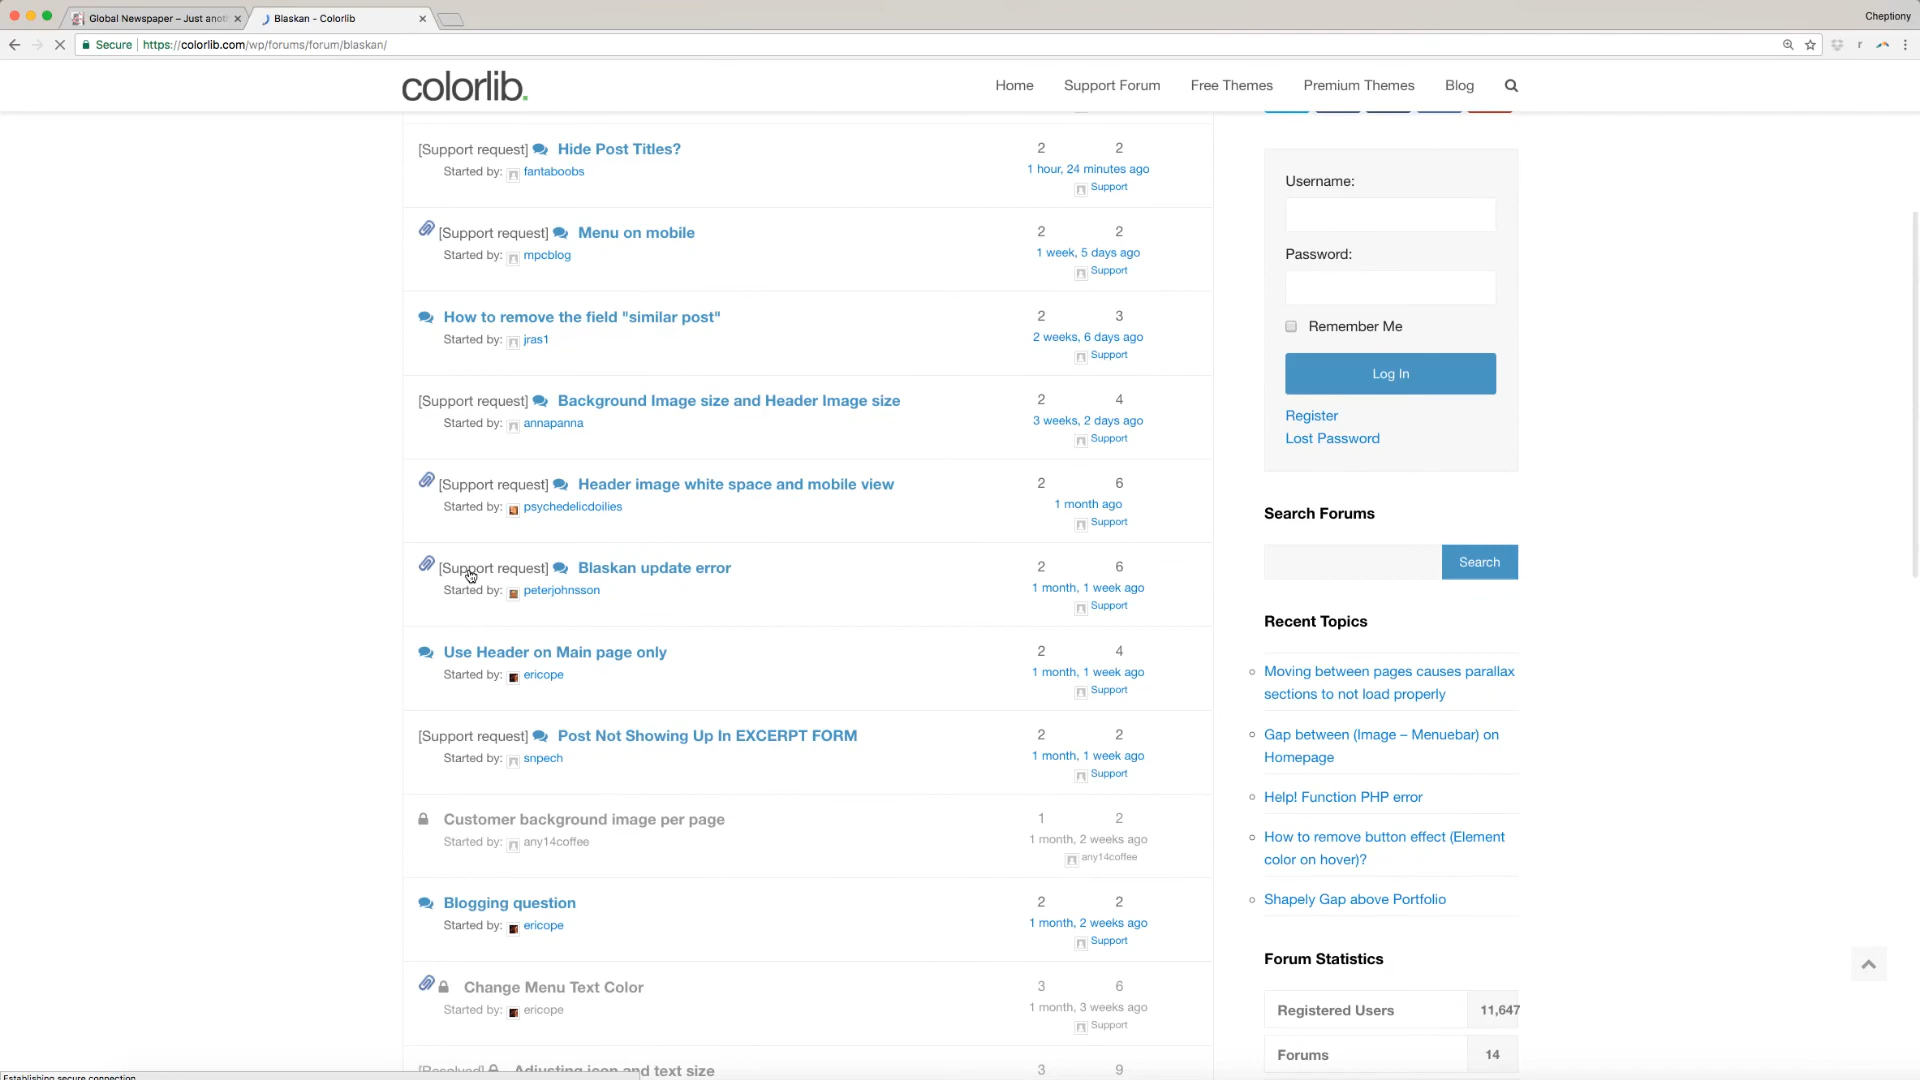 Global Newspaper – Just anot
Blaskan - Colorlib
Cheptiony
Secure
https://colorlib.com/wp/forums/forum/blaskan/
colorlib.
Home
Support Forum
Free Themes
Premium Themes
Blog
[Support request] Hide Post Titles?
2 2
Started by: fantaboobs
1 hour, 24 minutes ago
Support
[Support request] Menu on mobile
2 2
Started by: mpcblog
1 week, 5 days ago
Support
How to remove the field "similar post"
2 3
Started by: jras1
2 weeks, 6 days ago
Support
[Support request] Background Image size and Header Image size
2 4
Started by: annapanna
3 weeks, 2 days ago
Support
[Support request] Header image white space and mobile view
2 6
Started by: psychedelicdoilies
1 month ago
Support
[Support request] Blaskan update error
2 6
Started by: peterjohnsson
1 month, 1 week ago
Support
Use Header on Main page only
2 4
Started by: ericope
1 month, 1 week ago
Support
[Support request] Post Not Showing Up In EXCERPT FORM
2 2
Started by: snpech
1 month, 1 week ago
Support
Customer background image per page
1 2
Started by: any14coffee
1 month, 2 weeks ago
any14coffee
Blogging question
2 2
Started by: ericope
1 month, 2 weeks ago
Support
Change Menu Text Color
3 6
Started by: ericope
1 month, 3 weeks ago
Support
[Resolved] Adjusting icon and text size
3 9
Username:
Password:
Remember Me
Log In
Register
Lost Password
Search Forums
Search
Recent Topics
Moving between pages causes parallax
sections to not load properly
Gap between (Image – Menuebar) on
Homepage
Help! Function PHP error
How to remove button effect (Element
color on hover)?
Shapely Gap above Portfolio
Forum Statistics
Registered Users 11,647
Forums 14
Establishing secure connection